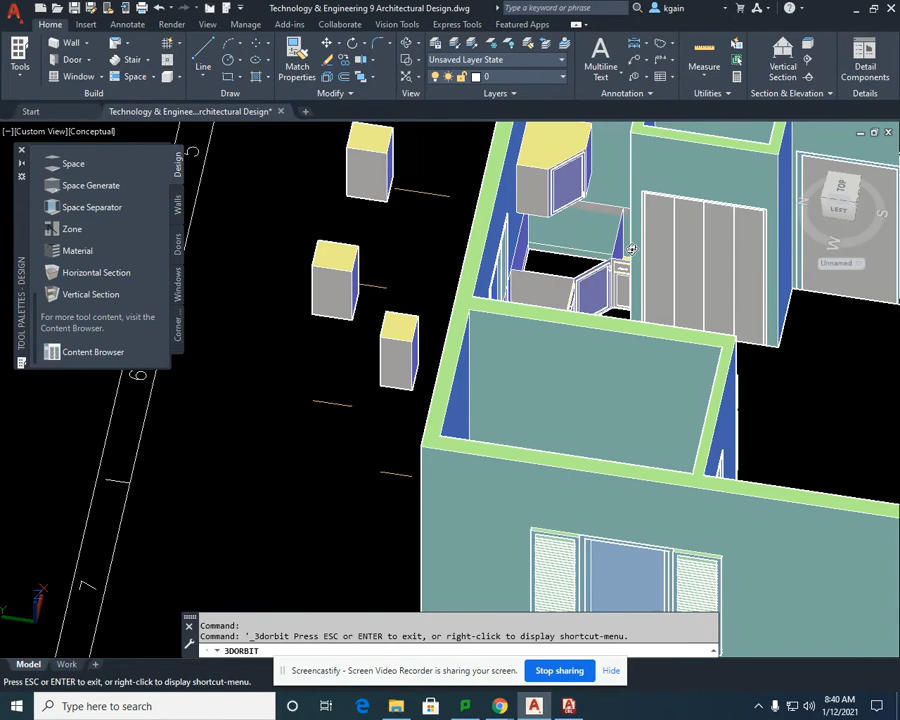 Technology & Engineering 9 Architectural Design.dwg
Type a keyword or phrase
kgain
Home
Insert
Annotate
Render
View
Manage
Add-ins
Collaborate
Vision Tools
Express Tools
Featured Apps
Tools
Wall
Door
Window
Stair
Space
Build
Line
Draw
Match
Properties
Modify
View
Unsaved Layer State
0
Layers
Multiline
Text
Annotation
Measure
Utilities
Vertical
Section
Section & Elevation
Detail
Components
Details
Start
Technology & Enginee...rchitectural Design*
[−][Custom View][Conceptual]
Space
Space Generate
Space Separator
Zone
Material
Horizontal Section
Vertical Section
For more tool content, visit the
Content Browser.
Content Browser
Design
Walls
Doors
Windows
Corner ...
TOOL PALETTES - DESIGN
TOP
LEFT
N
S
W
Unnamed
5
6
7
X
Y
Z
Command:
Command: '_3dorbit Press ESC or ENTER to exit, or right-click to display shortcut-menu.
3DORBIT
Model
Work
Press ESC or ENTER to exit, or right-click to display shortcut-menu.
Screencastify - Screen Video Recorder is sharing your screen.
Stop sharing
Hide
Type here to search
8:40 AM
1/12/2021